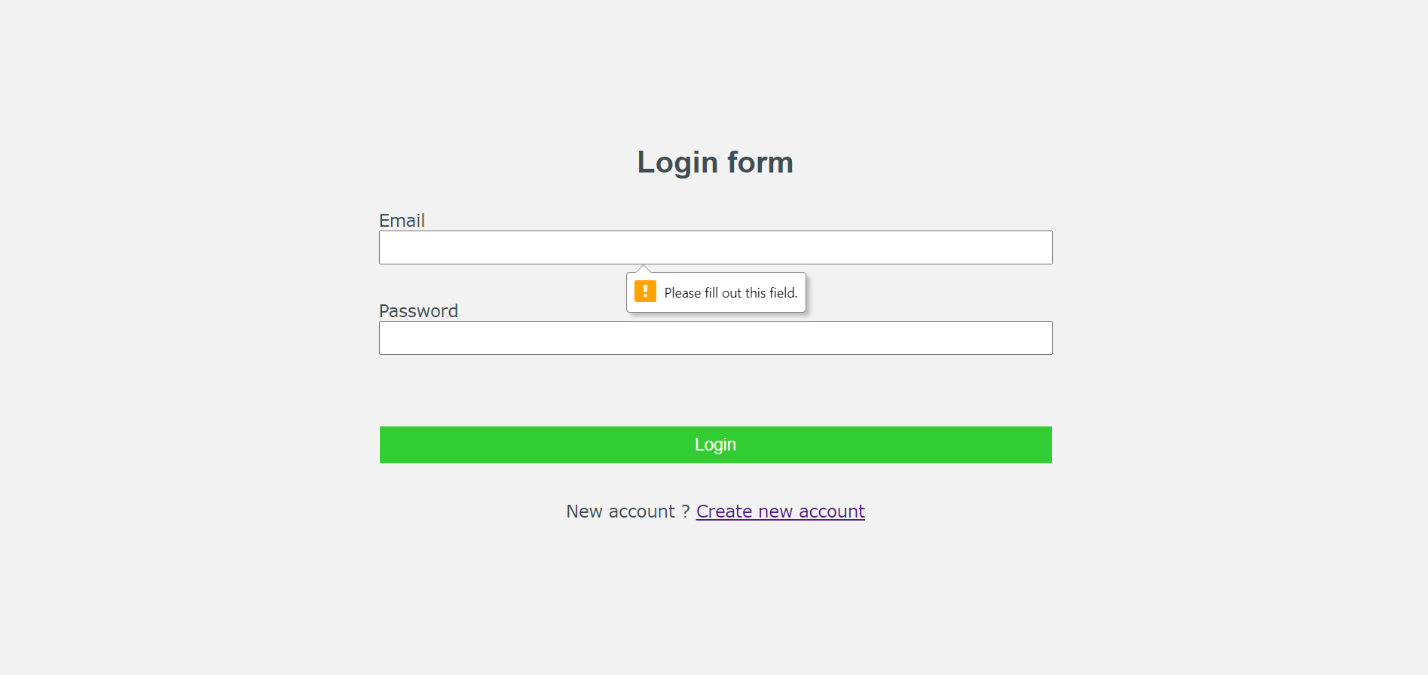 Login form
Email
Please fill out this field.
Password
Login
New account ? Create new account